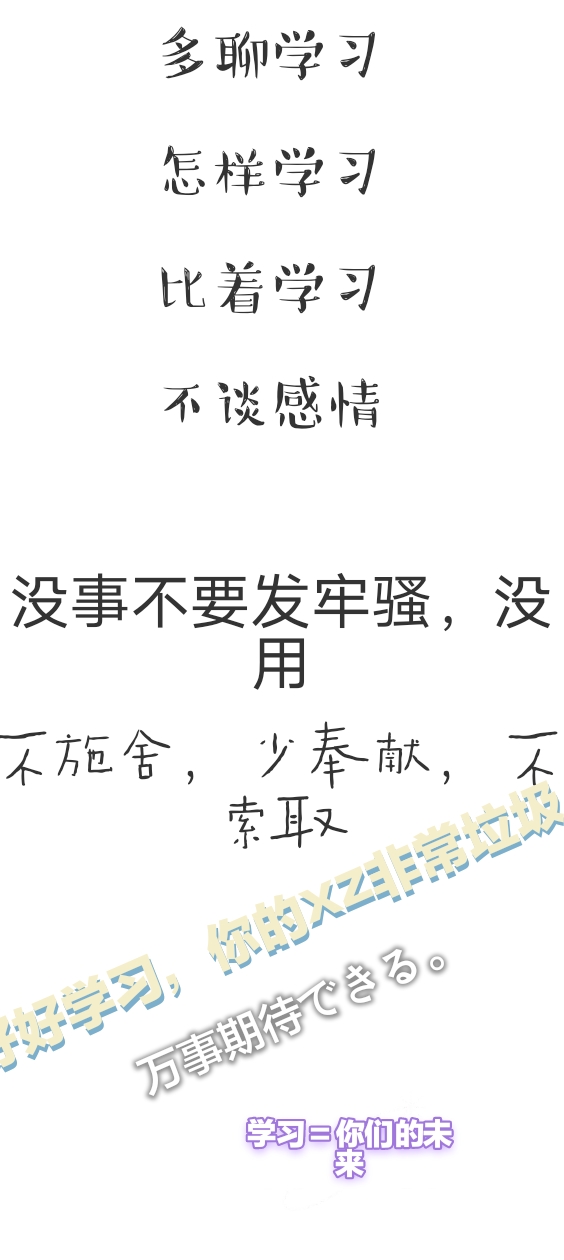 多聊学习
怎样学习
比着学习
不谈感情
没事不要发牢骚，没
用
不施舍，少奉献，不
索取
好好学习，你的xz非常垃圾
万事期待できる。
学习=你们的未
来